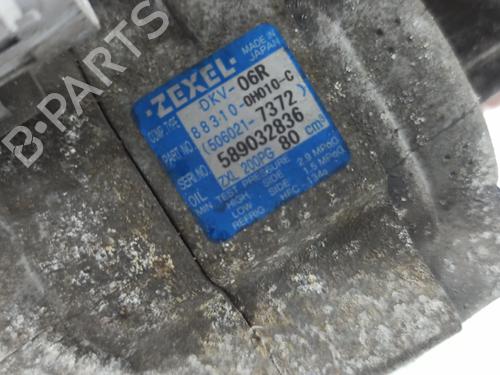 ZEXEL MADE IN JAPAN
COMP.TYPE DKV-06R
PART NO. 88310-0H010-C
(506021-7372)
SERI.NO. 589032836
OIL ZXL 200PG 80 cm³
MIN TEST PRESSURE
HIGH SIDE 2.9 MPaG
LOW SIDE 1.5 MPaG
REFRIG HFC 134a
B-PARTS